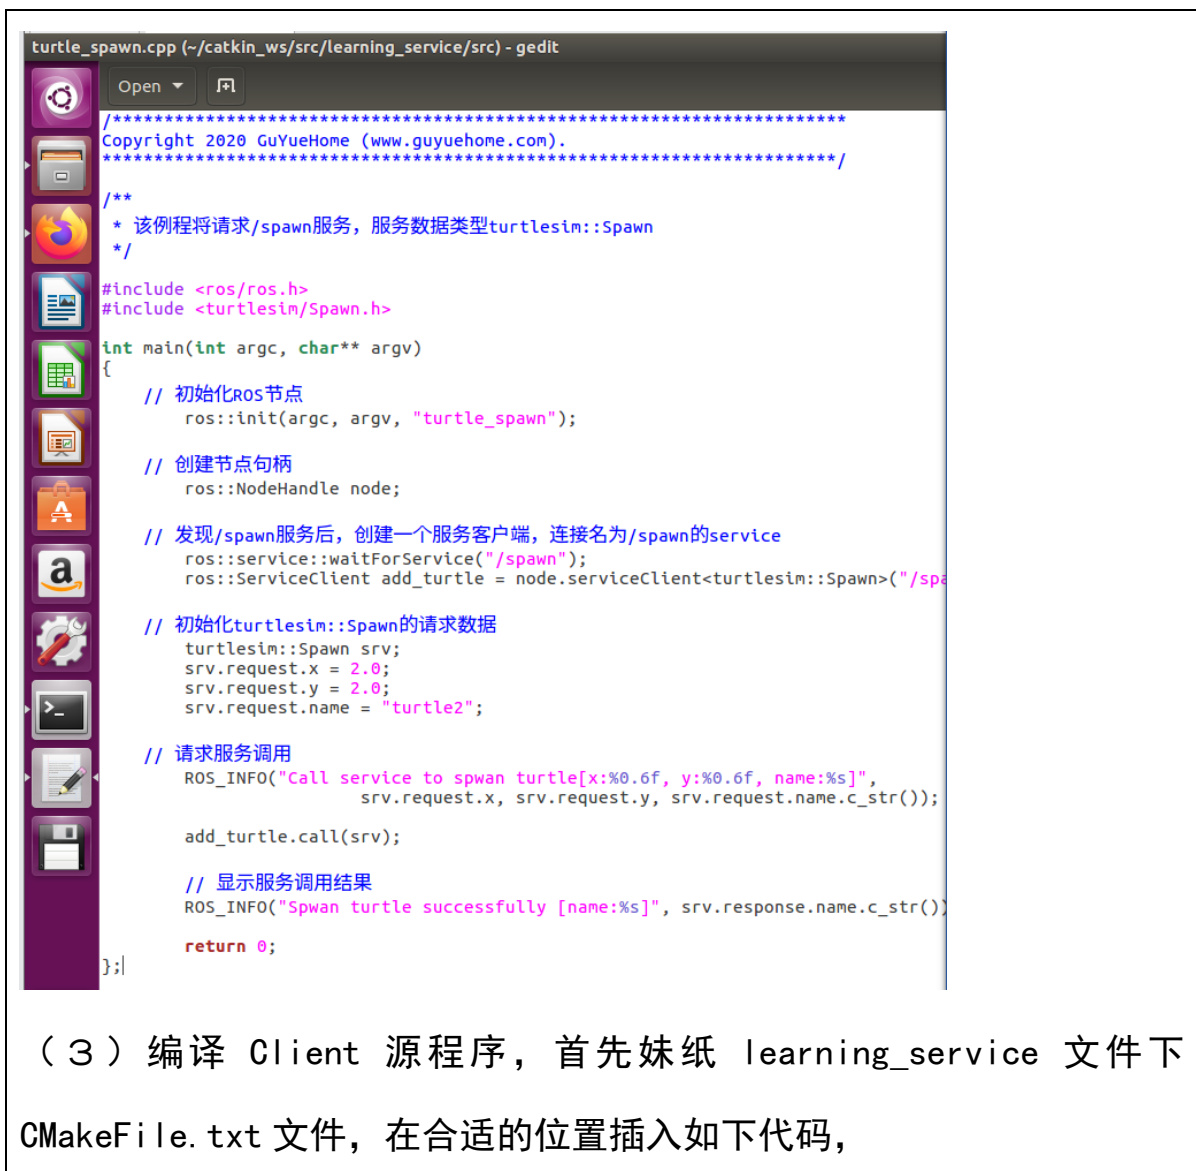 turtle_spawn.cpp (~/catkin_ws/src/learning_service/src) - gedit
Open
/***********************************************************************
Copyright 2020 GuYueHome (www.guyuehome.com).
***********************************************************************/
/**
* 该例程将请求/spawn服务，服务数据类型turtlesim::Spawn
*/
#include <ros/ros.h>
#include <turtlesim/Spawn.h>
int main(int argc, char** argv)
{
// 初始化ROS节点
ros::init(argc, argv, "turtle_spawn");
// 创建节点句柄
ros::NodeHandle node;
// 发现/spawn服务后，创建一个服务客户端，连接名为/spawn的service
ros::service::waitForService("/spawn");
ros::ServiceClient add_turtle = node.serviceClient<turtlesim::Spawn>("/spa
// 初始化turtlesim::Spawn的请求数据
turtlesim::Spawn srv;
srv.request.x = 2.0;
srv.request.y = 2.0;
srv.request.name = "turtle2";
// 请求服务调用
ROS_INFO("Call service to spwan turtle[x:%0.6f, y:%0.6f, name:%s]",
srv.request.x, srv.request.y, srv.request.name.c_str());
add_turtle.call(srv);
// 显示服务调用结果
ROS_INFO("Spwan turtle successfully [name:%s]", srv.response.name.c_str())
return 0;
};
（３）编译 Client 源程序，首先妹纸 learning_service 文件下
CMakeFile.txt 文件，在合适的位置插入如下代码，